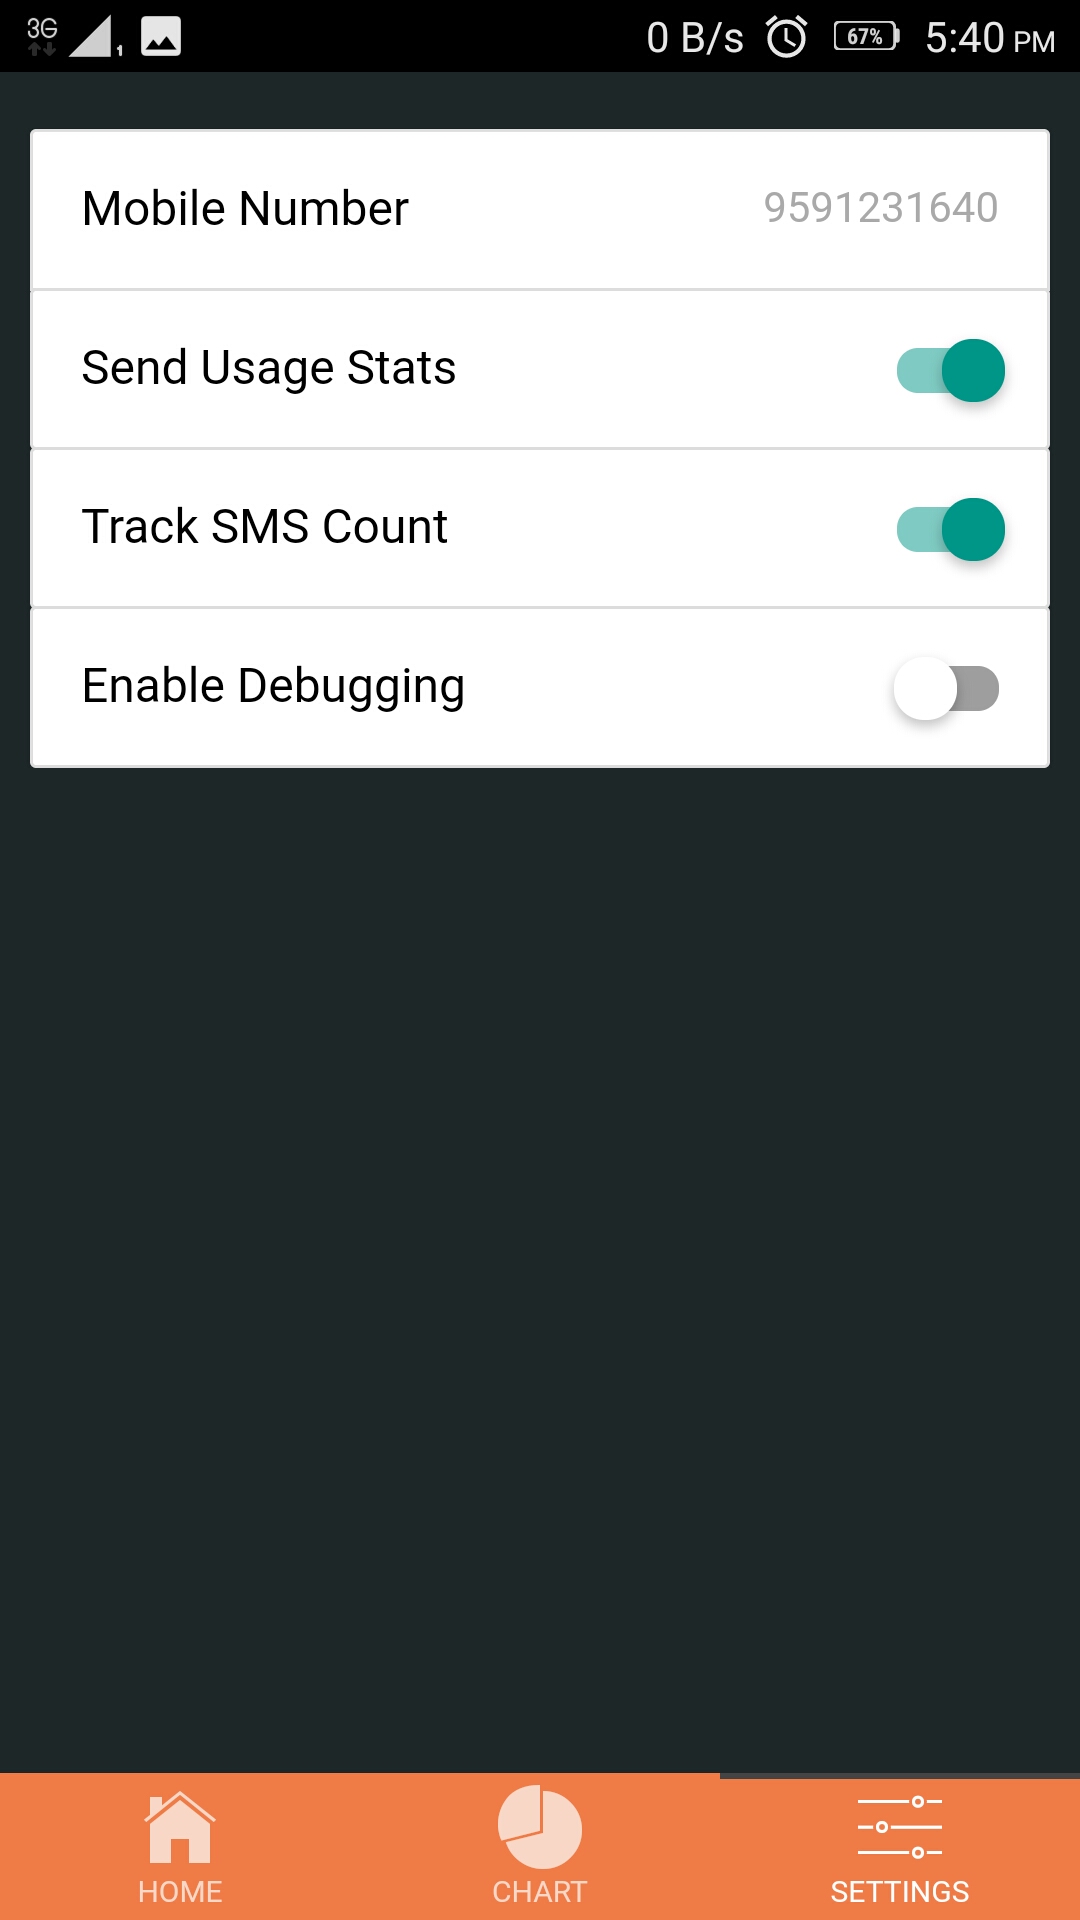 3G 1 0 B/s 67% 5:40 PM
Mobile Number 9591231640
Send Usage Stats
Track SMS Count
Enable Debugging
HOME CHART SETTINGS